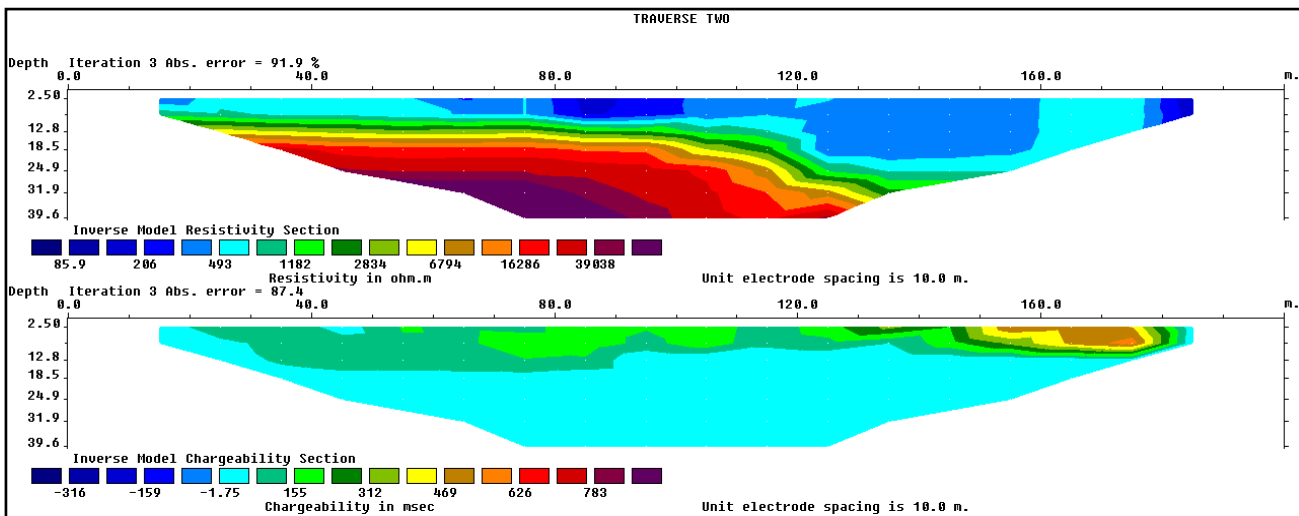 TRAVERSE TWO
Depth Iteration 3 Abs. error = 91.9 %
0.0 40.0 80.0 120.0 160.0 m.
2.50
12.8
18.5
24.9
31.9
39.6
Inverse Model Resistivity Section
85.9 206 493 1182 2834 6794 16286 39038
Resistivity in ohm.m Unit electrode spacing is 10.0 m.
Depth Iteration 3 Abs. error = 87.4
0.0 40.0 80.0 120.0 160.0 m.
2.50
12.8
18.5
24.9
31.9
39.6
Inverse Model Chargeability Section
-316 -159 -1.75 155 312 469 626 783
Chargeability in msec Unit electrode spacing is 10.0 m.